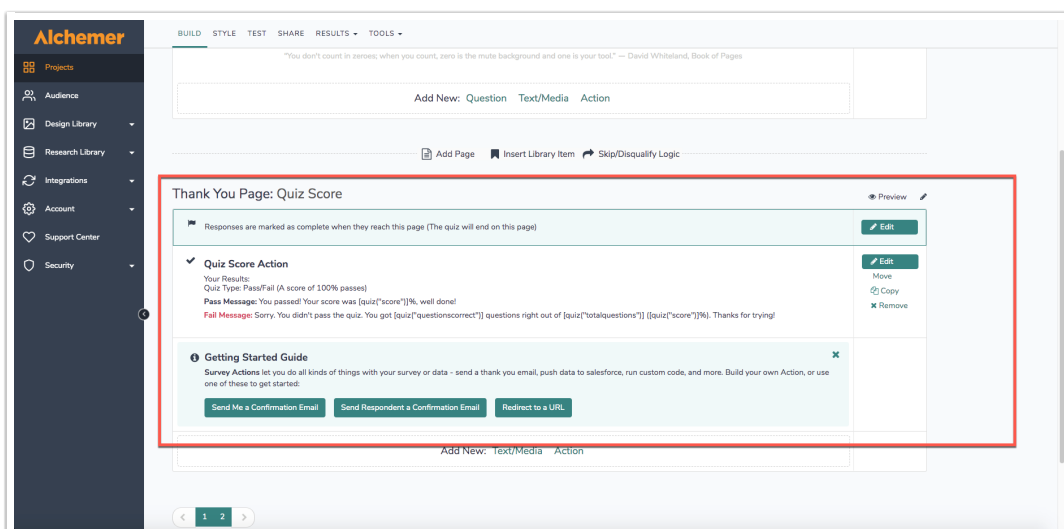 Alchemer
BUILD STYLE TEST SHARE RESULTS TOOLS
Projects
Audience
Design Library
Research Library
Integrations
Account
Support Center
Security
"You don't count in zeroes; when you count, zero is the mute background and one is your tool." — David Whiteland, Book of Pages
Add New: Question Text/Media Action
Add Page Insert Library Item Skip/Disqualify Logic
Thank You Page: Quiz Score
Preview
Responses are marked as complete when they reach this page (The quiz will end on this page)
Edit
Quiz Score Action
Your Results:
Quiz Type: Pass/Fail (A score of 100% passes)
Pass Message: You passed! Your score was [quiz("score")]%, well done!
Fail Message: Sorry. You didn't pass the quiz. You got [quiz("questionscorrect")] questions right out of [quiz("totalquestions")] ([quiz("score")]%). Thanks for trying!
Edit
Move
Copy
Remove
Getting Started Guide
Survey Actions let you do all kinds of things with your survey or data - send a thank you email, push data to salesforce, run custom code, and more. Build your own Action, or use
one of these to get started:
Send Me a Confirmation Email Send Respondent a Confirmation Email Redirect to a URL
Add New: Text/Media Action
1 2